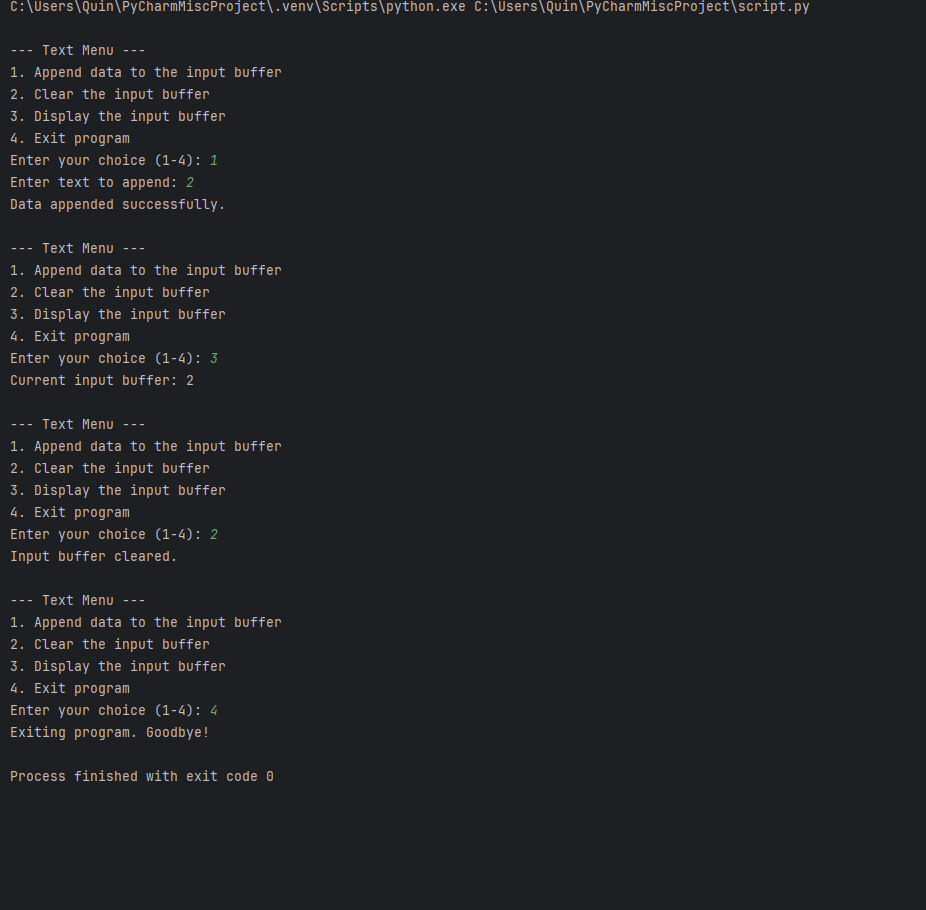 C:\Users\Quin\PyCharmMiscProject\.venv\Scripts\python.exe C:\Users\Quin\PyCharmMiscProject\script.py
--- Text Menu ---
1. Append data to the input buffer
2. Clear the input buffer
3. Display the input buffer
4. Exit program
Enter your choice (1-4): 1
Enter text to append: 2
Data appended successfully.
--- Text Menu ---
1. Append data to the input buffer
2. Clear the input buffer
3. Display the input buffer
4. Exit program
Enter your choice (1-4): 3
Current input buffer: 2
--- Text Menu ---
1. Append data to the input buffer
2. Clear the input buffer
3. Display the input buffer
4. Exit program
Enter your choice (1-4): 2
Input buffer cleared.
--- Text Menu ---
1. Append data to the input buffer
2. Clear the input buffer
3. Display the input buffer
4. Exit program
Enter your choice (1-4): 4
Exiting program. Goodbye!
Process finished with exit code 0